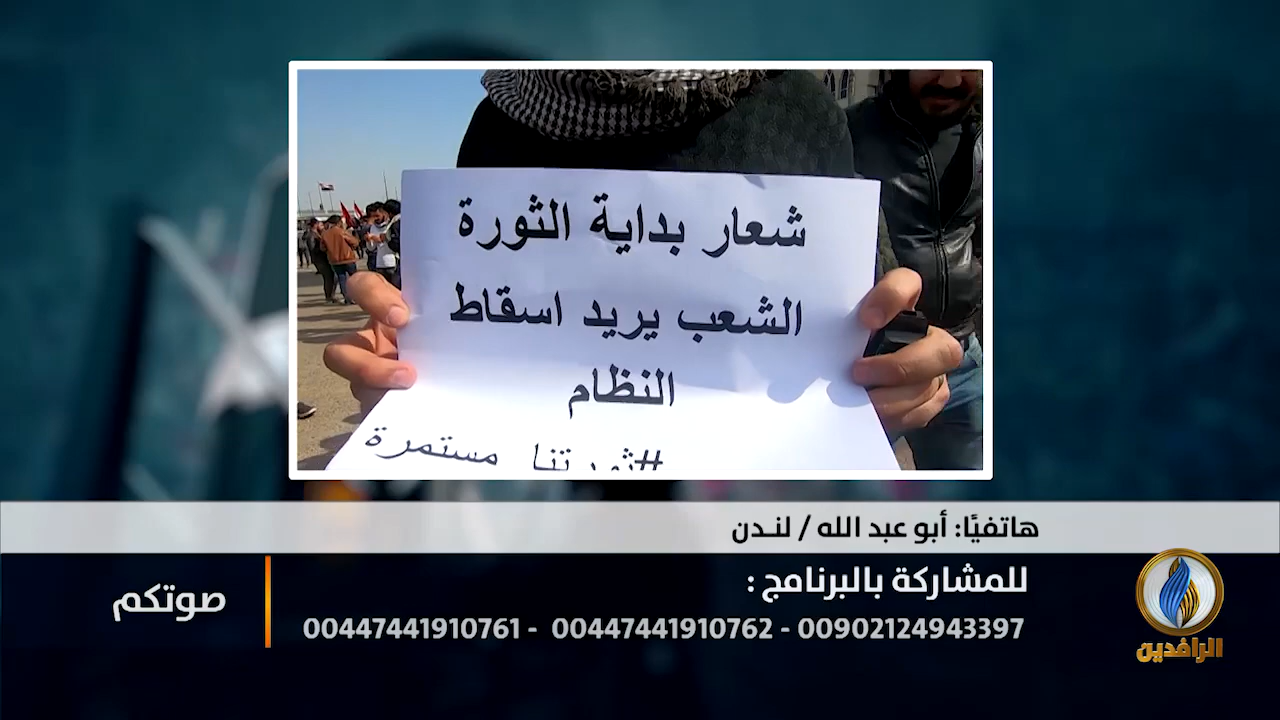 شعار بداية الثورة
الشعب يريد اسقاط
النظام
#ثورتنا مستمرة
هاتفيًا: أبو عبد الله / لندن
للمشاركة بالبرنامج :
00447441910761 - 00447441910762 - 00902124943397
صوتكم
الرافدين